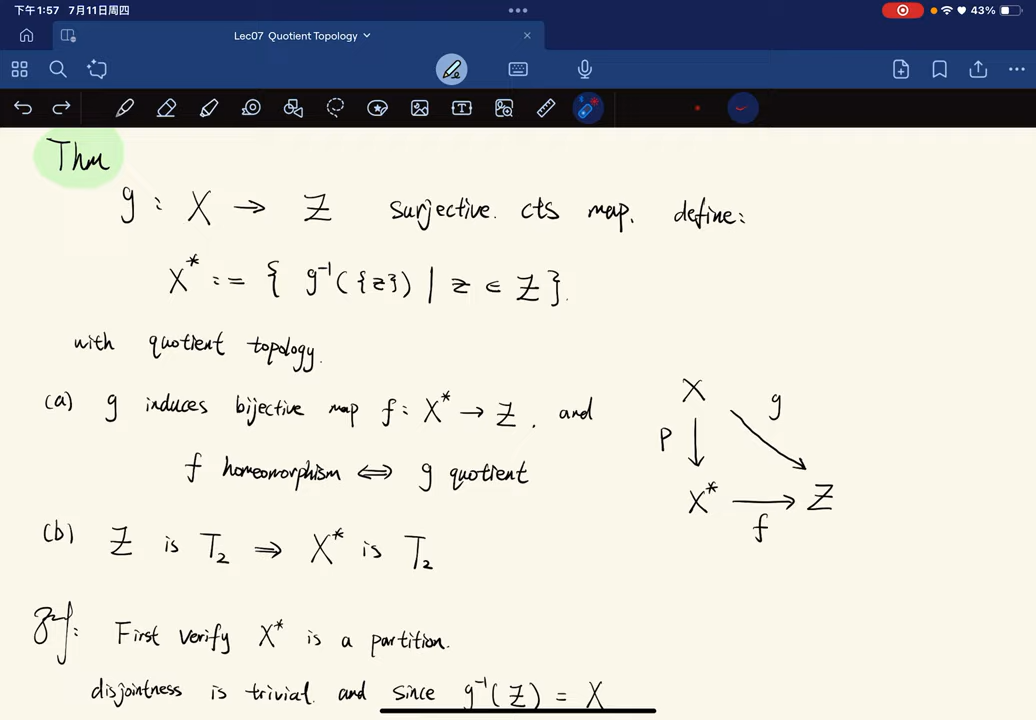 下午1:57 7月11日周四
43%
Lec07 Quotient Topology
Thm
g : X → Z surjective. cts map. define:
X* := { g⁻¹({z}) | z ∈ Z }.
with quotient topology.
(a) g induces bijective map f : X* → Z , and
f homeomorphism ⟺ g quotient
X
g
P
X* → Z
f
(b) Z is T₂ ⇒ X* is T₂
First verify X* is a partition.
disjointness is trivial. and since g⁻¹(Z) = X